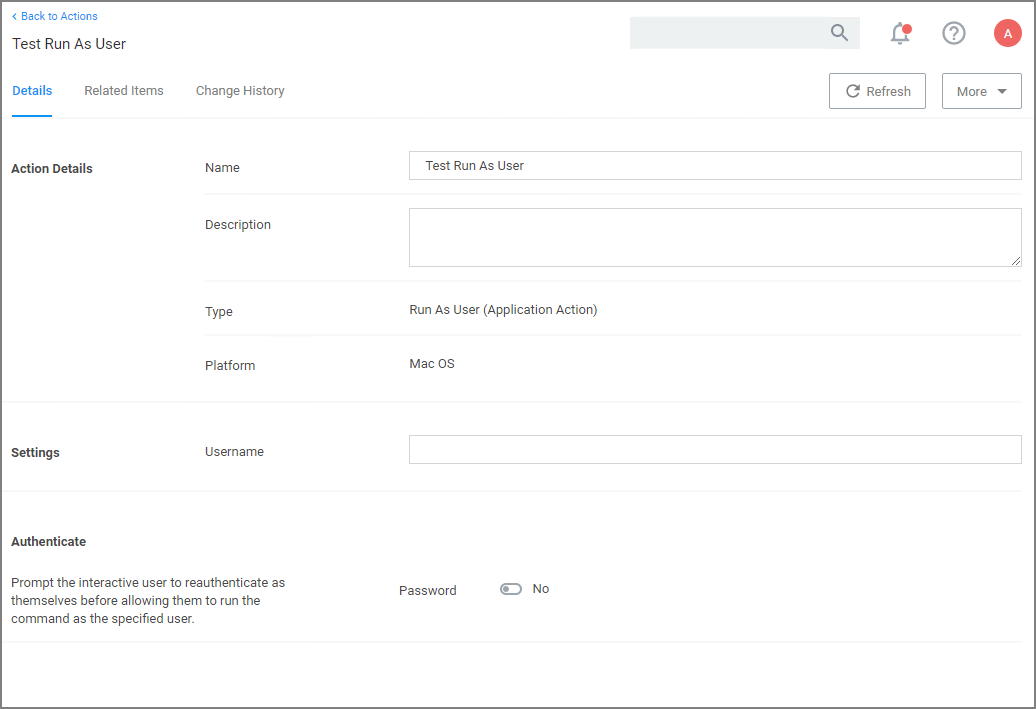 Back to Actions
Test Run As User
A
Details Related Items Change History Refresh More
Action Details Name Test Run As User
Description
Type Run As User (Application Action)
Platform Mac OS
Settings Username
Authenticate
Prompt the interactive user to reauthenticate as
themselves before allowing them to run the
command as the specified user.
Password No